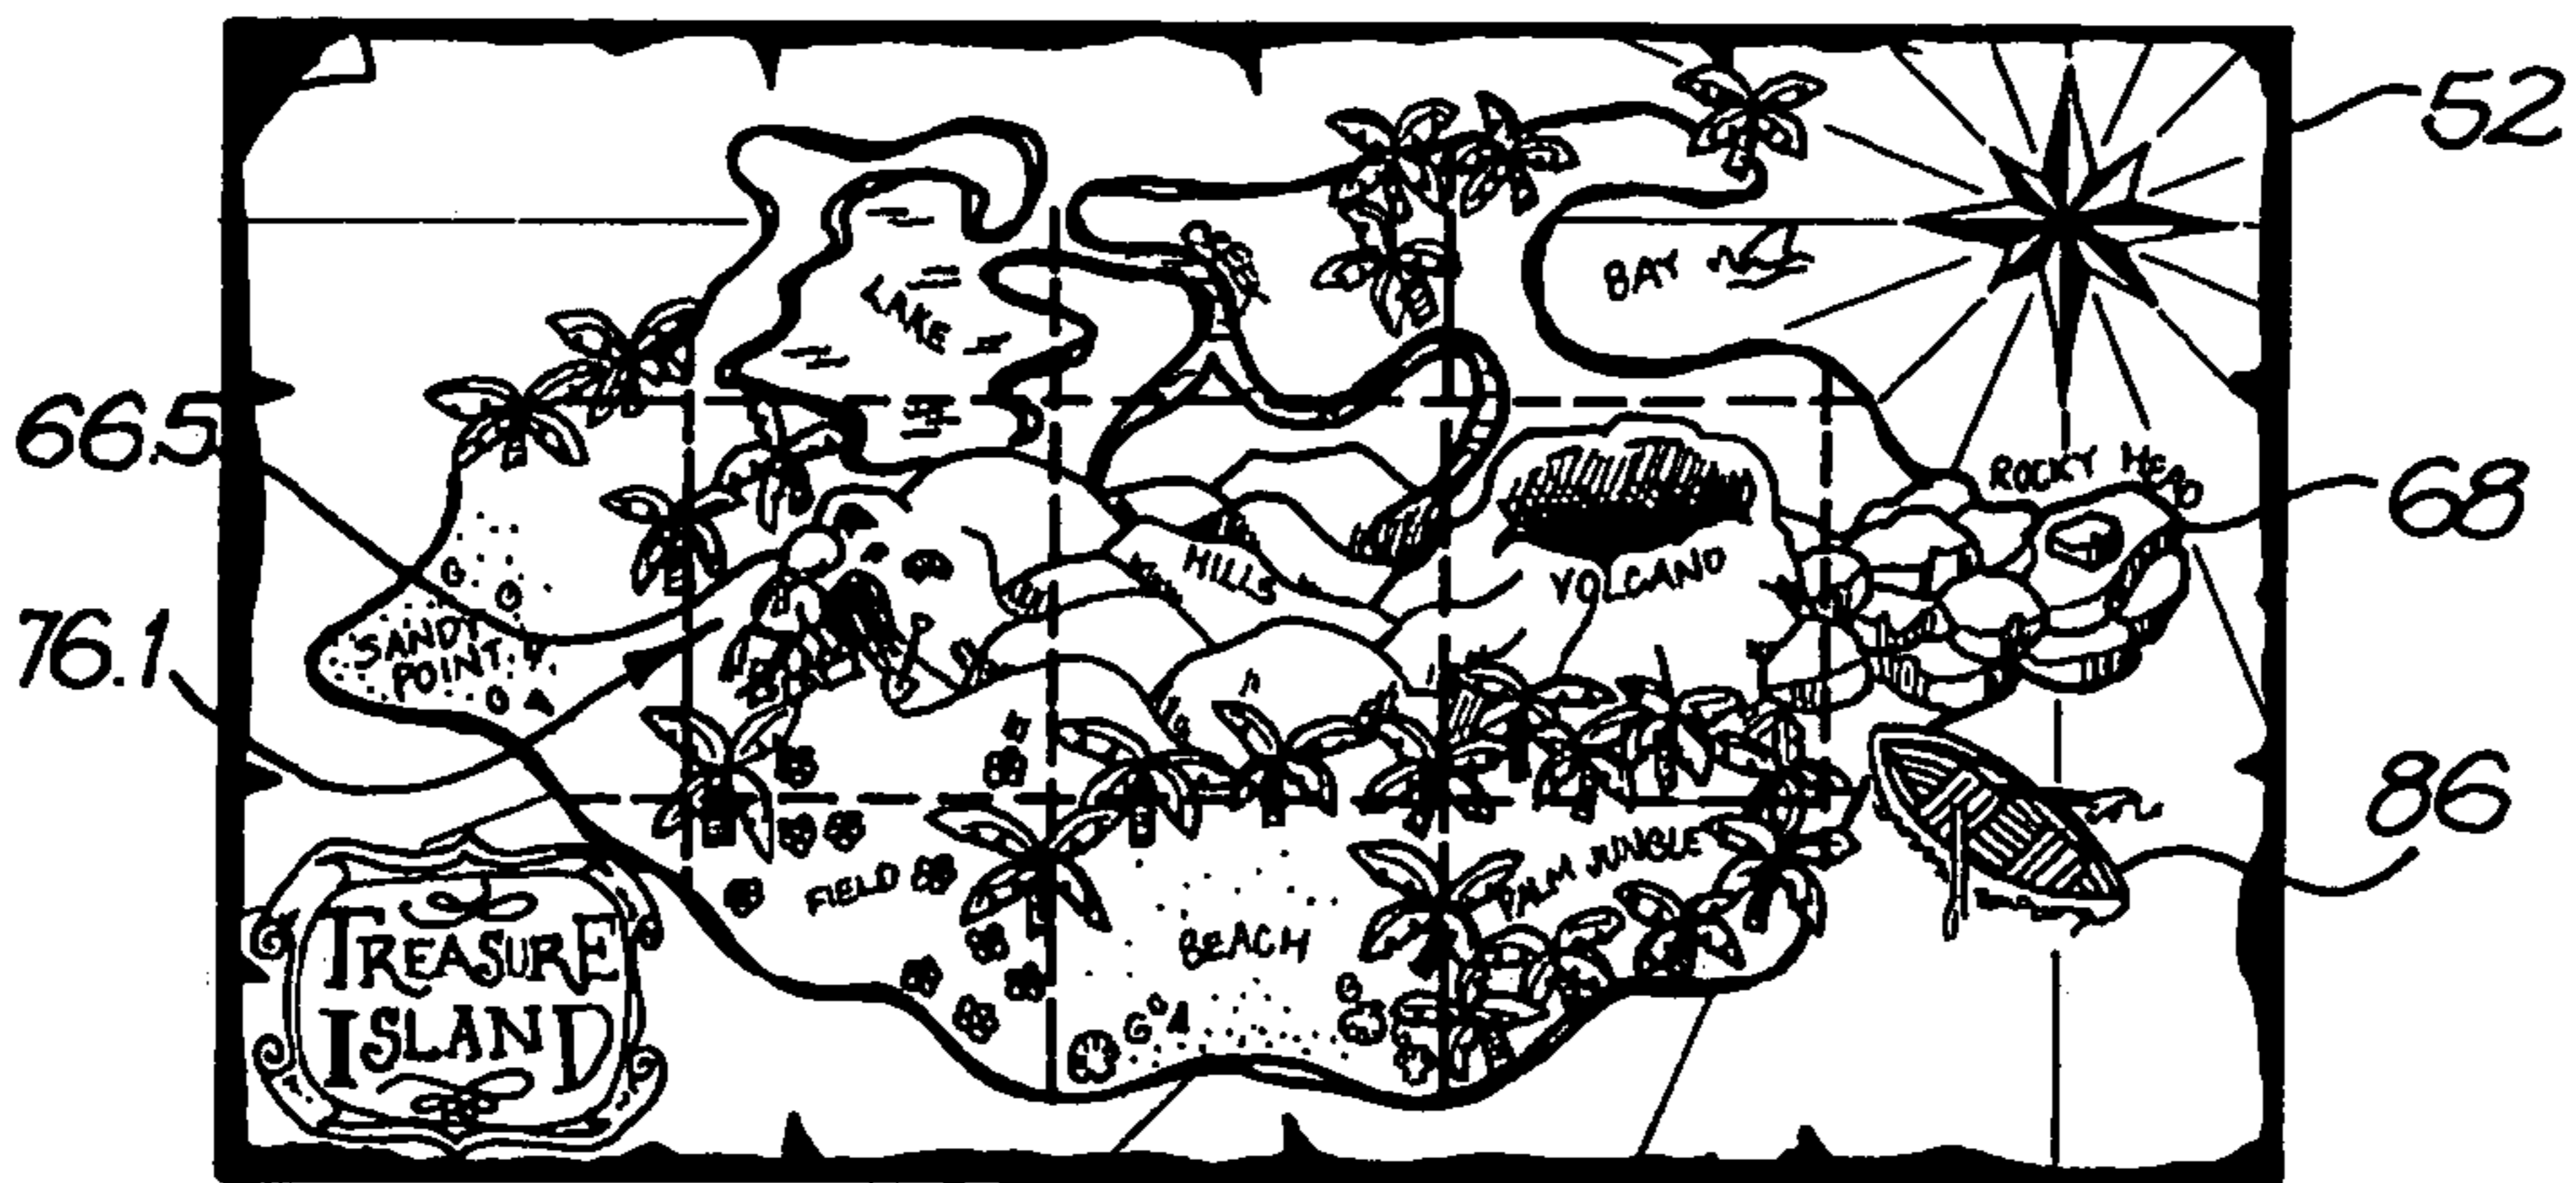 52
BAY
LAKE
66.5
ROCKY HEAD
68
HILLS
VOLCANO
76.1
SANDY
POINT
86
PALM JUNGLE
FIELD
BEACH
TREASURE
ISLAND